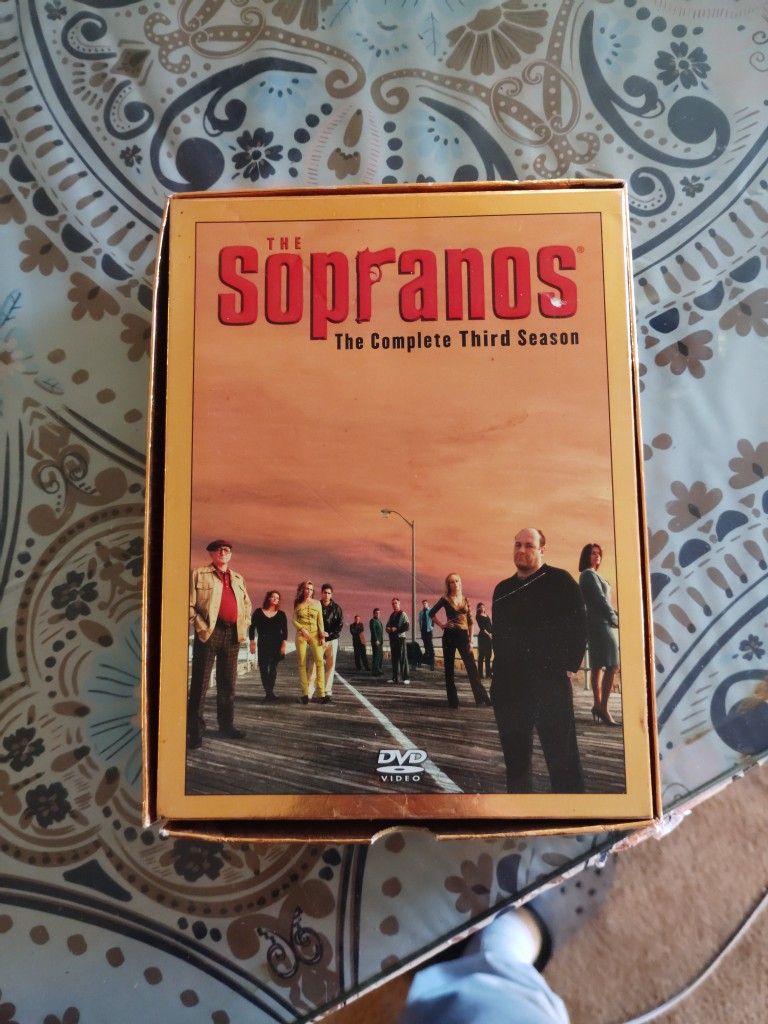 THE
Sopranos®
The Complete Third Season
DVD
VIDEO